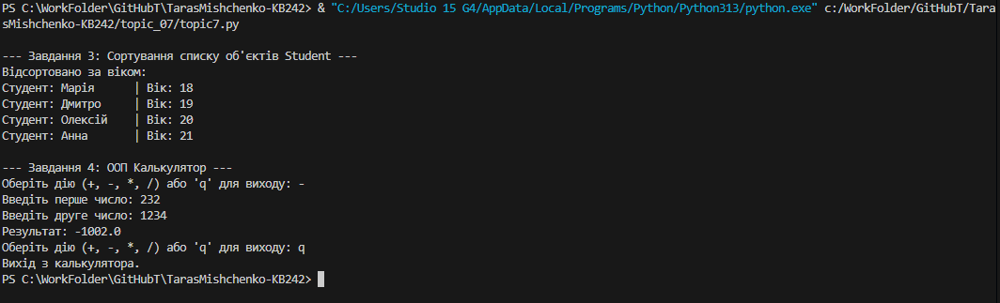 PS C:\WorkFolder\GitHubT\TarasMishchenko-KB242> & "C:/Users/Studio 15 G4/AppData/Local/Programs/Python/Python313/python.exe" c:/WorkFolder/GitHubT/Taras
sMishchenko-KB242/topic_07/topic7.py
--- Завдання 3: Сортування списку об'єктів Student ---
Відсортовано за віком:
Студент: Марія | Вік: 18
Студент: Дмитро | Вік: 19
Студент: Олексій | Вік: 20
Студент: Анна | Вік: 21
--- Завдання 4: ООП Калькулятор ---
Оберіть дію (+, -, *, /) або 'q' для виходу: -
Введіть перше число: 232
Введіть друге число: 1234
Результат: -1002.0
Оберіть дію (+, -, *, /) або 'q' для виходу: q
Вихід з калькулятора.
PS C:\WorkFolder\GitHubT\TarasMishchenko-KB242>